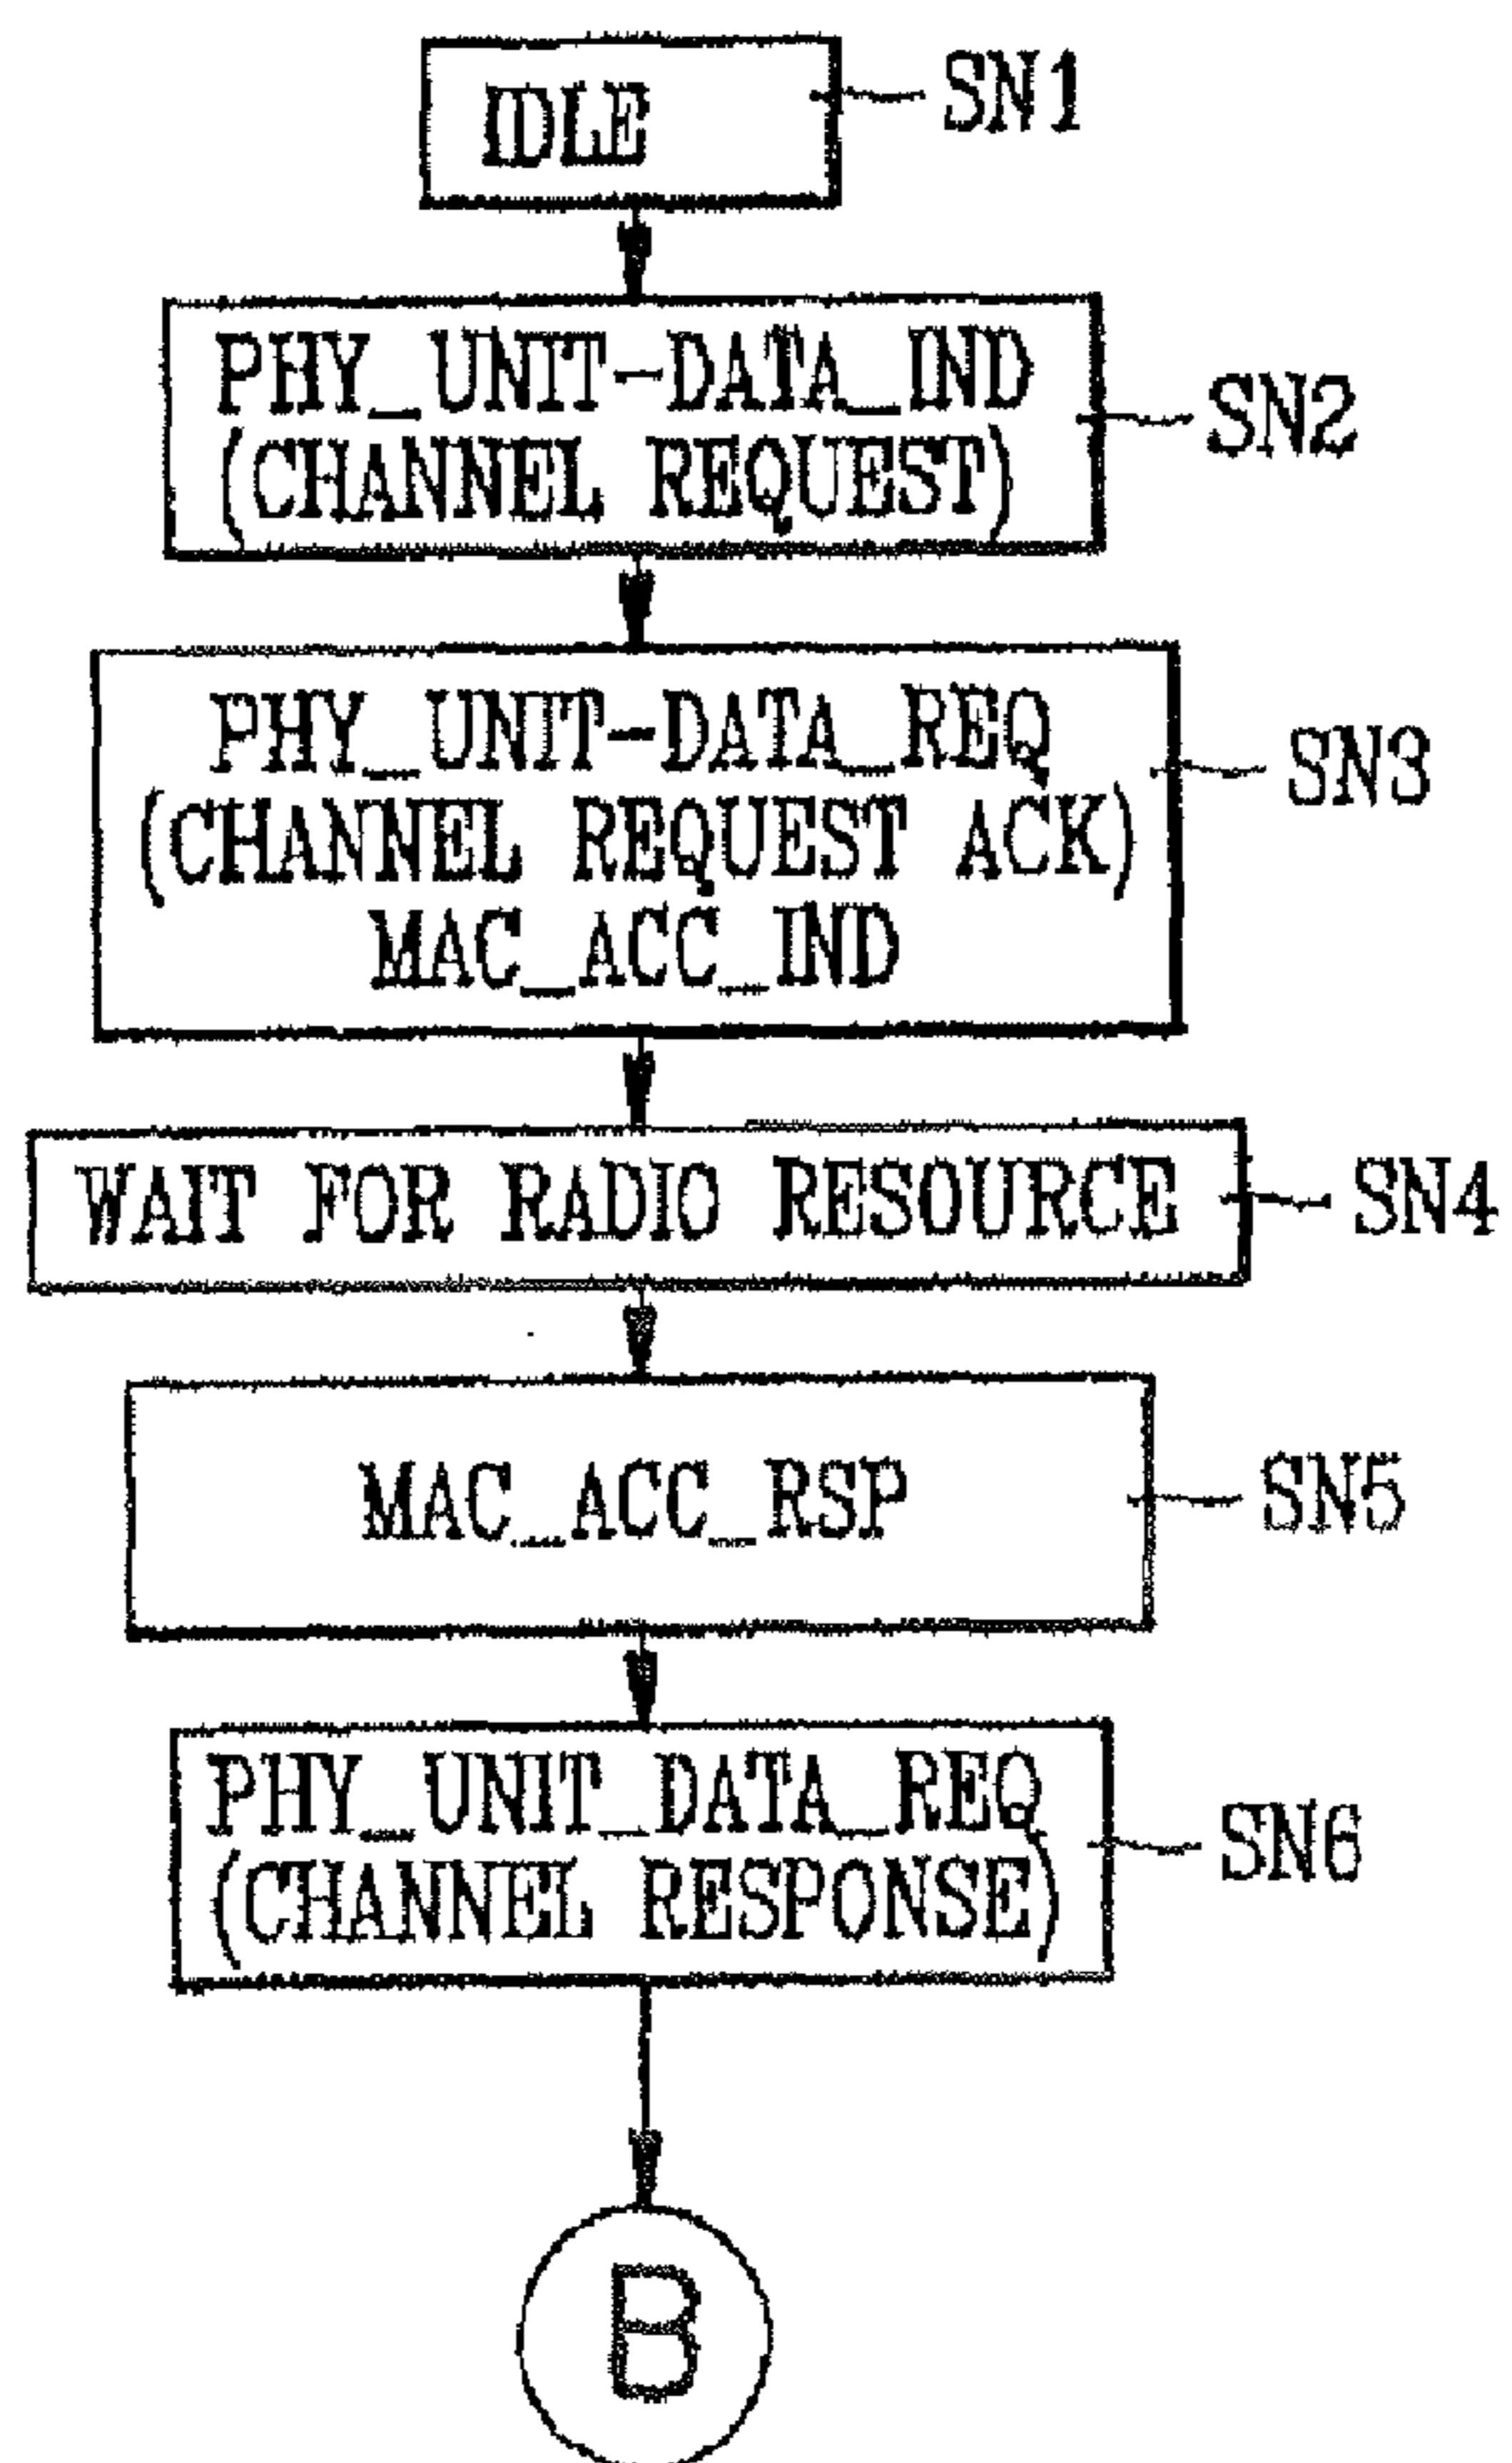 IDLE SN1
PHY_UNIT-DATA_IND
(CHANNEL REQUEST)
SN2
PHY_UNIT-DATA_REQ
(CHANNEL REQUEST ACK)
MAC_ACC_IND
SN3
WAIT FOR RADIO RESOURCE SN4
MAC_ACC_RSP SN5
PHY_UNIT_DATA_REQ
(CHANNEL RESPONSE)
SN6
B